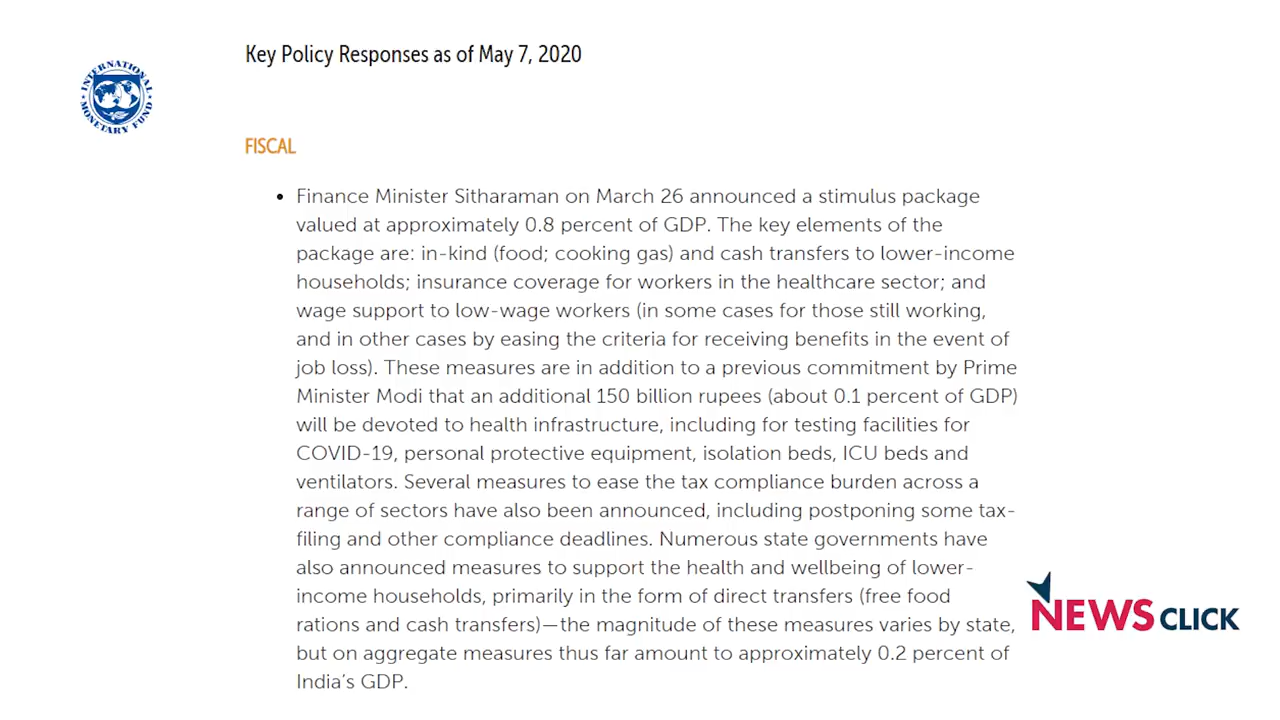 Key Policy Responses as of May 7, 2020
INTERNATIONAL
MONETARY FUND
FISCAL
• Finance Minister Sitharaman on March 26 announced a stimulus package
valued at approximately 0.8 percent of GDP. The key elements of the
package are: in-kind (food; cooking gas) and cash transfers to lower-income
households; insurance coverage for workers in the healthcare sector; and
wage support to low-wage workers (in some cases for those still working,
and in other cases by easing the criteria for receiving benefits in the event of
job loss). These measures are in addition to a previous commitment by Prime
Minister Modi that an additional 150 billion rupees (about 0.1 percent of GDP)
will be devoted to health infrastructure, including for testing facilities for
COVID-19, personal protective equipment, isolation beds, ICU beds and
ventilators. Several measures to ease the tax compliance burden across a
range of sectors have also been announced, including postponing some tax-
filing and other compliance deadlines. Numerous state governments have
also announced measures to support the health and wellbeing of lower-
income households, primarily in the form of direct transfers (free food
rations and cash transfers)—the magnitude of these measures varies by state,
but on aggregate measures thus far amount to approximately 0.2 percent of
India's GDP.
NEWS CLICK